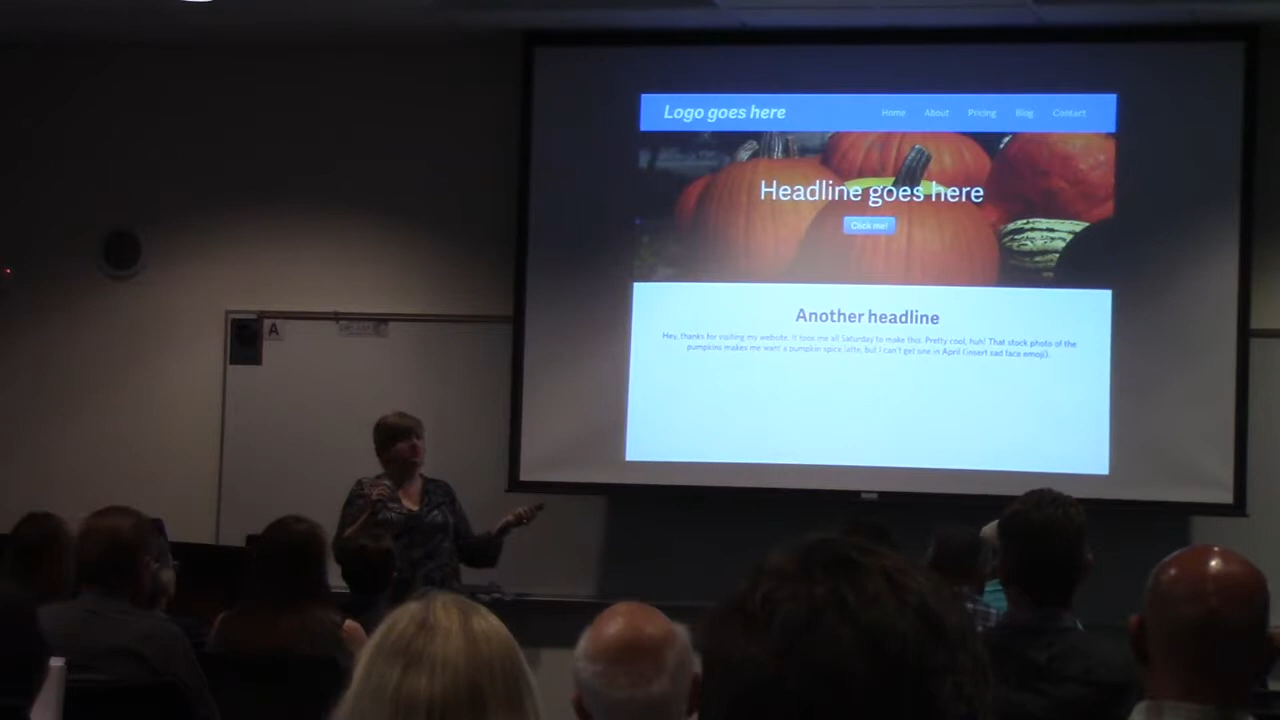 Logo goes here
Home About Pricing Blog Contact
Headline goes here
Click me!
Another headline
Hey, thanks for visiting my website. It took me all Saturday to make this. Pretty cool, huh? That stock photo of the
pumpkins makes me want a pumpkin spice latte, but I can't get one in April (insert sad face emoji).
A